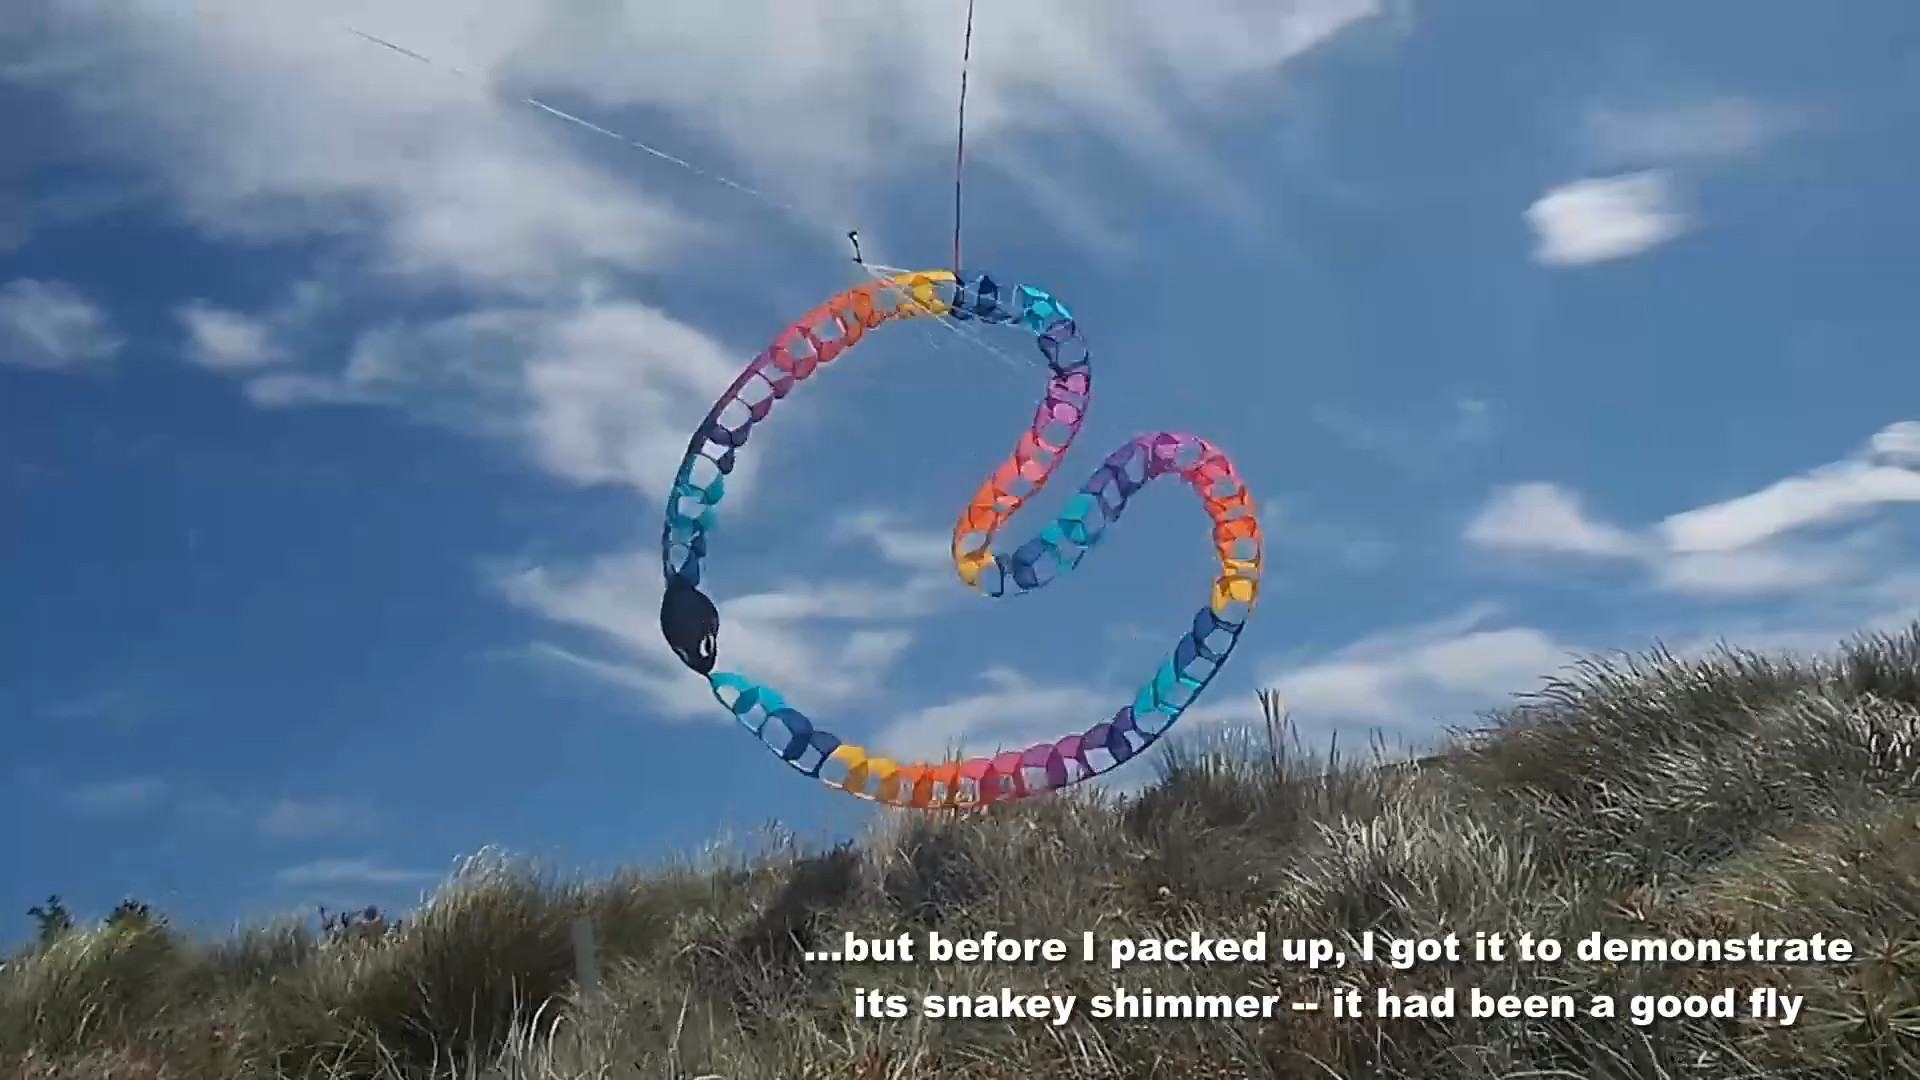 ...but before I packed up, I got it to demonstrate
its snakey shimmer -- it had been a good fly